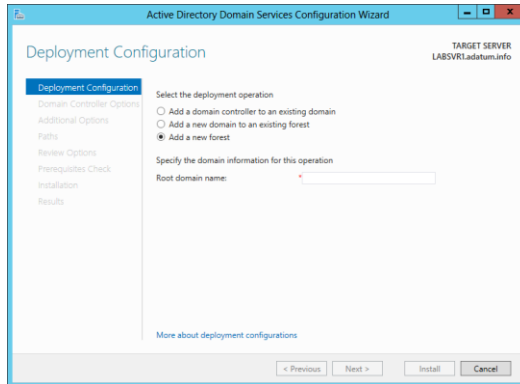 Active Directory Domain Services Configuration Wizard
Deployment Configuration
TARGET SERVER
LABSVR1.adatum.info
Deployment Configuration
Domain Controller Options
Additional Options
Paths
Review Options
Prerequisites Check
Installation
Results
Select the deployment operation
Add a domain controller to an existing domain
Add a new domain to an existing forest
Add a new forest
Specify the domain information for this operation
Root domain name: *
More about deployment configurations
< Previous Next > Install Cancel